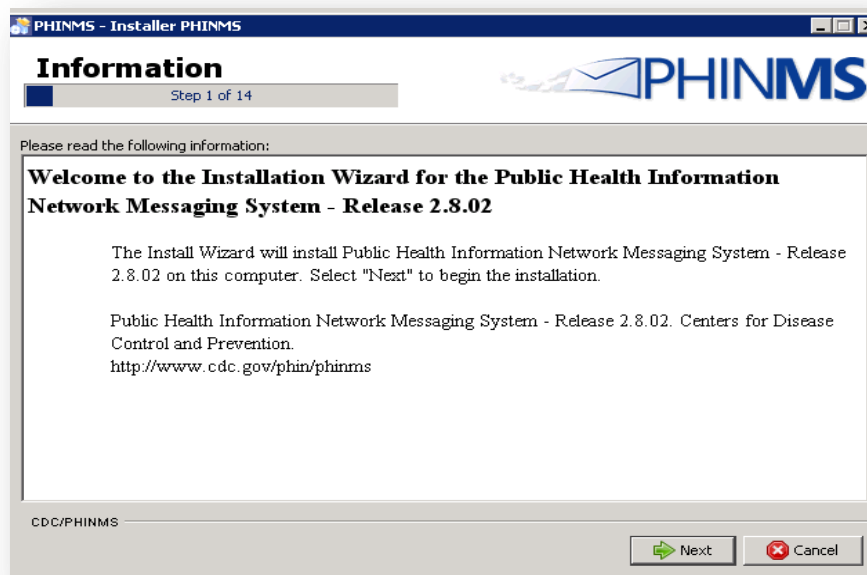 PHINMS - Installer PHINMS
Information
PHINMS
Step 1 of 14
Please read the following information:
Welcome to the Installation Wizard for the Public Health Information
Network Messaging System - Release 2.8.02
The Install Wizard will install Public Health Information Network Messaging System - Release
2.8.02 on this computer. Select "Next" to begin the installation.
Public Health Information Network Messaging System - Release 2.8.02. Centers for Disease
Control and Prevention.
http://www.cdc.gov/phin/phinms
CDC/PHINMS
Next
Cancel